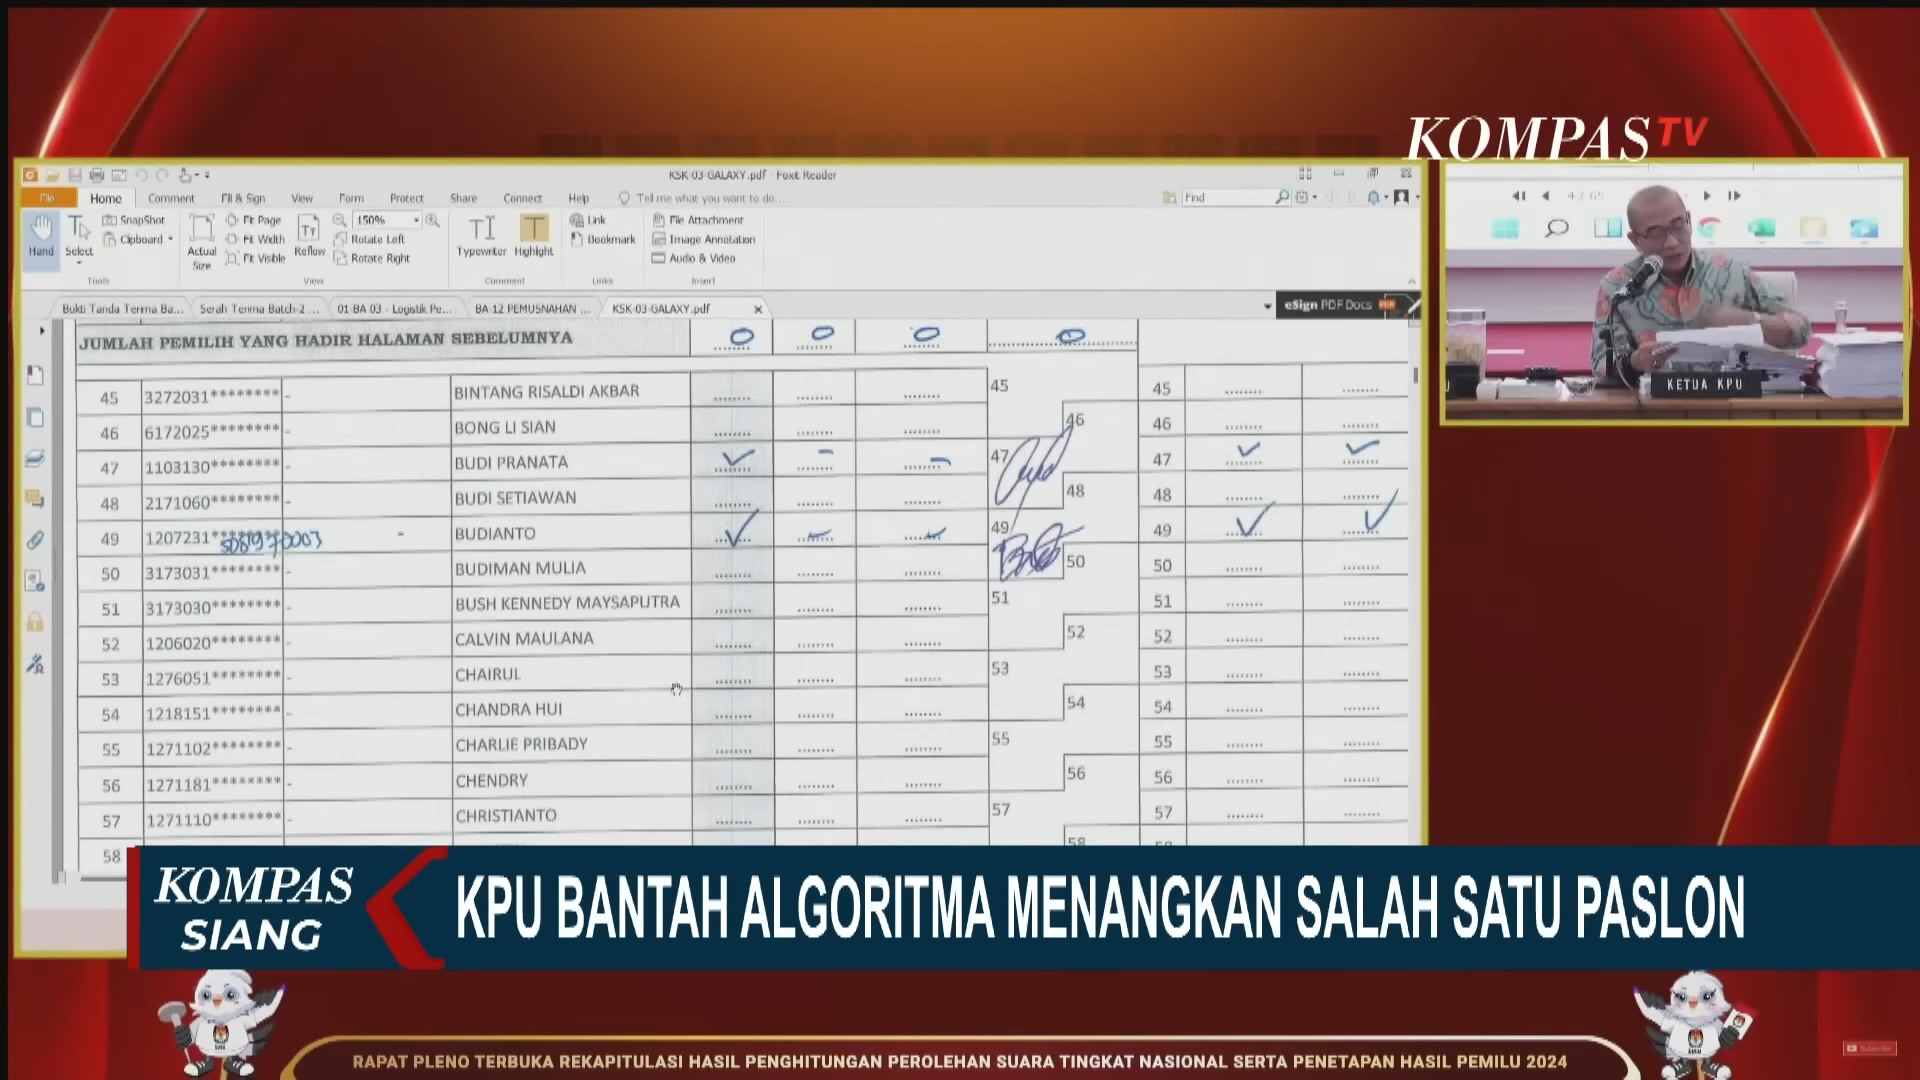 KOMPAS TV
KSK-03-GALAXY.pdf - Foxit Reader
File Home Comment Fill & Sign View Form Protect Share Connect Help Tell me what you want to do... Find
SnapShot
Clipboard
Hand
Select
Tools
Actual Size
Fit Page
Fit Width
Fit Visible
Reflow
150%
Rotate Left
Rotate Right
View
Typewriter
Highlight
Comment
Link
Bookmark
Links
File Attachment
Image Annotation
Audio & Video
Insert
Bukti Tanda Terima Ba... Serah Terima Batch-2 ... 01-BA 03 - Logistik Pe... BA-12 PEMUSNAHAN ... KSK-03-GALAXY.pdf
eSign PDF Docs
4 / 65
KETUA KPU
JUMLAH PEMILIH YANG HADIR HALAMAN SEBELUMNYA 0 0 0 0
45 3272031******** - BINTANG RISALDI AKBAR ........ ........ ........ 45 45 ........ ........
46 6172025******** - BONG LI SIAN ........ ........ ........ 46 46 ........ ........
47 1103130******** - BUDI PRANATA ✓ - - 47 47 ✓ ✓
48 2171060******** - BUDI SETIAWAN ........ ........ ........ 48 48 ........ ........
49 1207231******** - BUDIANTO ✓ - - 49 49 ✓ ✓
50 3173031******** - BUDIMAN MULIA ........ ........ ........ 50 50 ........ ........
51 3173030******** - BUSH KENNEDY MAYSAPUTRA ........ ........ ........ 51 51 ........ ........
52 1206020******** - CALVIN MAULANA ........ ........ ........ 52 52 ........ ........
53 1276051******** - CHAIRUL ........ ........ ........ 53 53 ........ ........
54 1218151******** - CHANDRA HUI ........ ........ ........ 54 54 ........ ........
55 1271102******** - CHARLIE PRIBADY ........ ........ ........ 55 55 ........ ........
56 1271181******** - CHENDRY ........ ........ ........ 56 56 ........ ........
57 1271110******** - CHRISTIANTO ........ ........ ........ 57 57 ........ ........
58 58
KOMPAS SIANG
KPU BANTAH ALGORITMA MENANGKAN SALAH SATU PASLON
RAPAT PLENO TERBUKA REKAPITULASI HASIL PENGHITUNGAN PEROLEHAN SUARA TINGKAT NASIONAL SERTA PENETAPAN HASIL PEMILU 2024
Subscribe